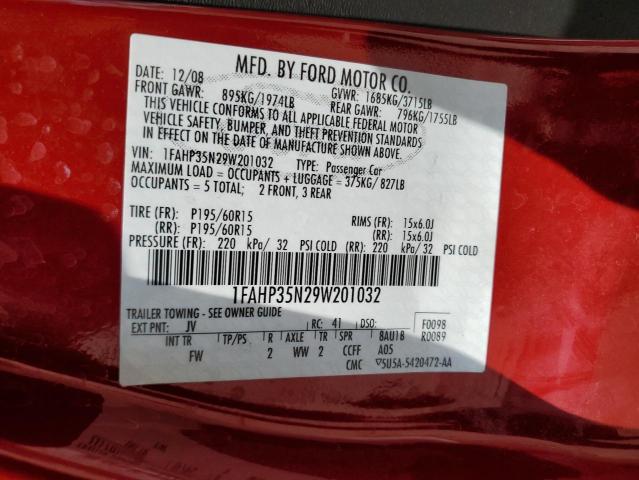 MFD. BY FORD MOTOR CO.
DATE: 12/08
FRONT GAWR: 895KG/1974LB GVWR: 1685KG/3715LB
REAR GAWR: 796KG/1755LB
THIS VEHICLE CONFORMS TO ALL APPLICABLE FEDERAL MOTOR
VEHICLE SAFETY, BUMPER, AND THEFT PREVENTION STANDARDS
IN EFFECT ON THE DATE OF MANUFACTURE SHOWN ABOVE.
VIN: 1FAHP35N29W201032 TYPE: Passenger Car
MAXIMUM LOAD = OCCUPANTS + LUGGAGE = 375KG/ 827LB
OCCUPANTS = 5 TOTAL; 2 FRONT, 3 REAR
TIRE (FR): P195/60R15 RIMS (FR): 15x6.0J
(RR): P195/60R15 (RR): 15x6.0J
PRESSURE (FR): 220 kPa/ 32 PSI COLD (RR): 220 kPa/ 32 PSI COLD
1FAHP35N29W201032
TRAILER TOWING - SEE OWNER GUIDE
EXT PNT: JV RC: 41 DSO: F0098
INT TR TP/PS R AXLE TR SPR 8AU1B R0089
FW 2 WW 2 CCFF A05
CMC 5U5A-5420472-AA